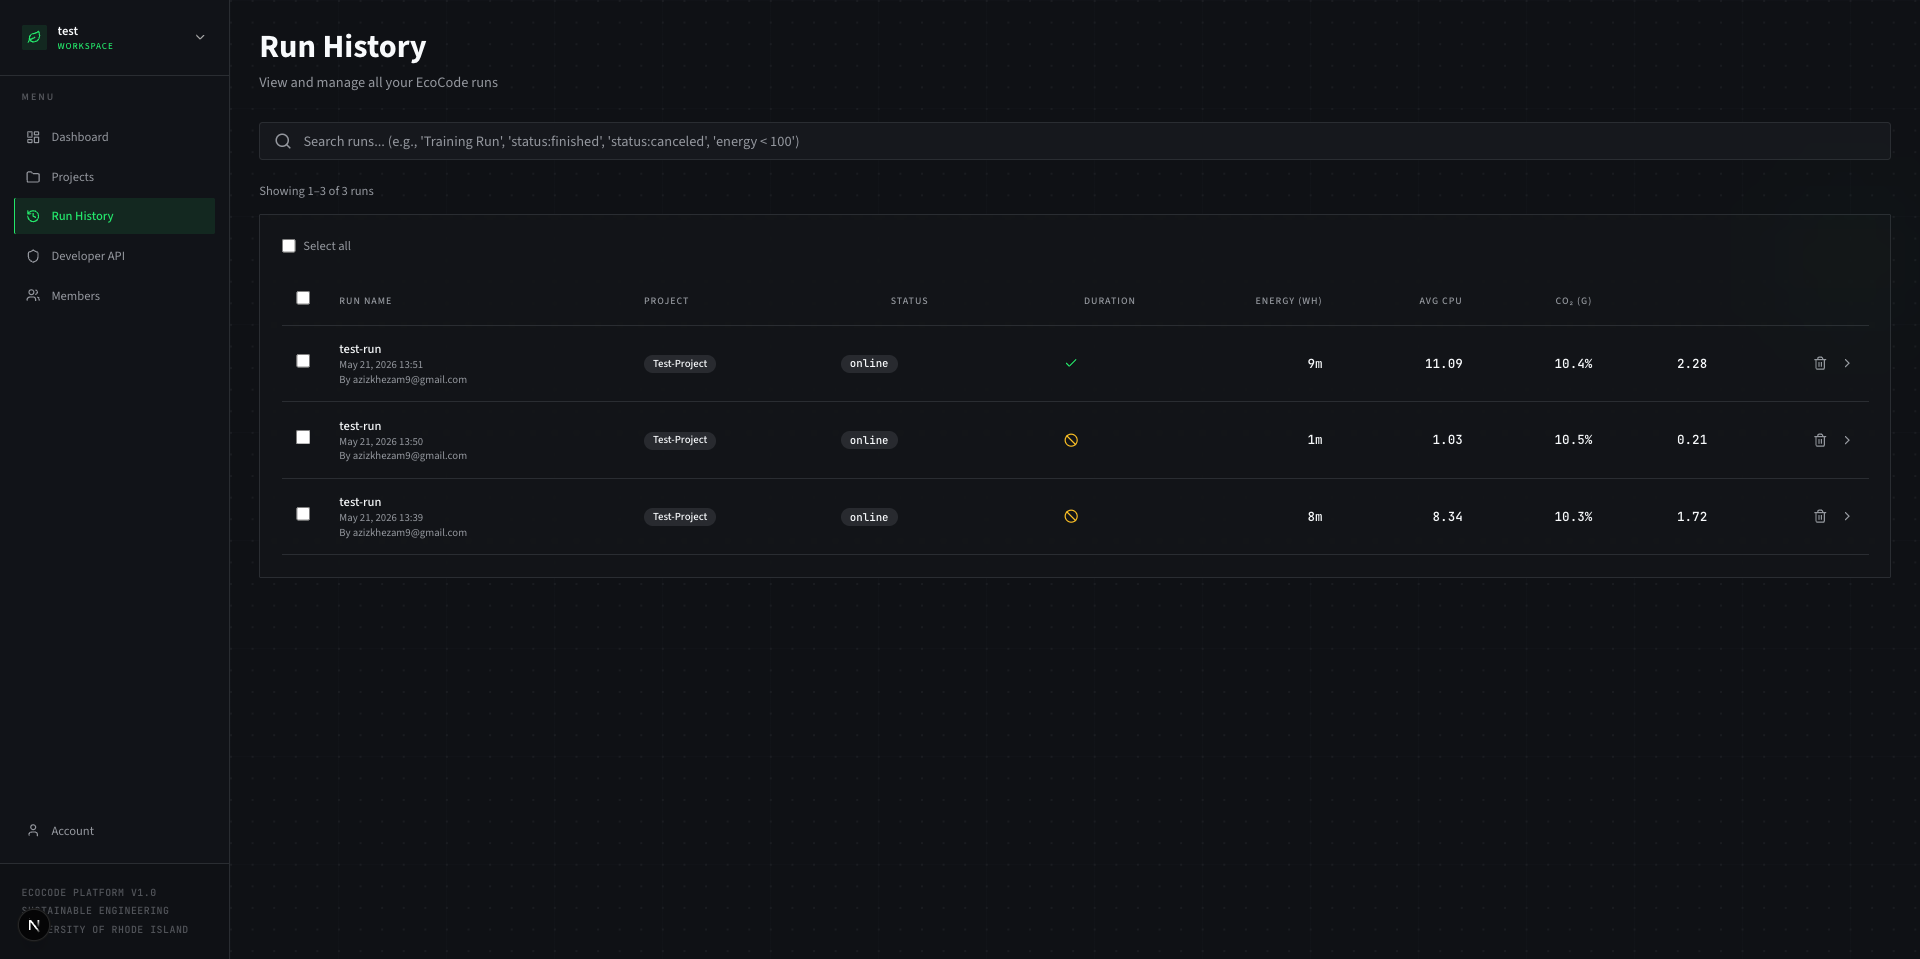 test
WORKSPACE
MENU
Dashboard
Projects
Run History
Developer API
Members
Account
ECOCODE PLATFORM V1.0
SUSTAINABLE ENGINEERING
ERSITY OF RHODE ISLAND
N
Run History
View and manage all your EcoCode runs
Search runs... (e.g., 'Training Run', 'status:finished', 'status:canceled', 'energy < 100')
Showing 1–3 of 3 runs
Select all
RUN NAME PROJECT STATUS DURATION ENERGY (WH) AVG CPU CO₂ (G)
test-run
May 21, 2026 13:51
By azizkhezam9@gmail.com
Test-Project online 9m 11.09 10.4% 2.28
test-run
May 21, 2026 13:50
By azizkhezam9@gmail.com
Test-Project online 1m 1.03 10.5% 0.21
test-run
May 21, 2026 13:39
By azizkhezam9@gmail.com
Test-Project online 8m 8.34 10.3% 1.72